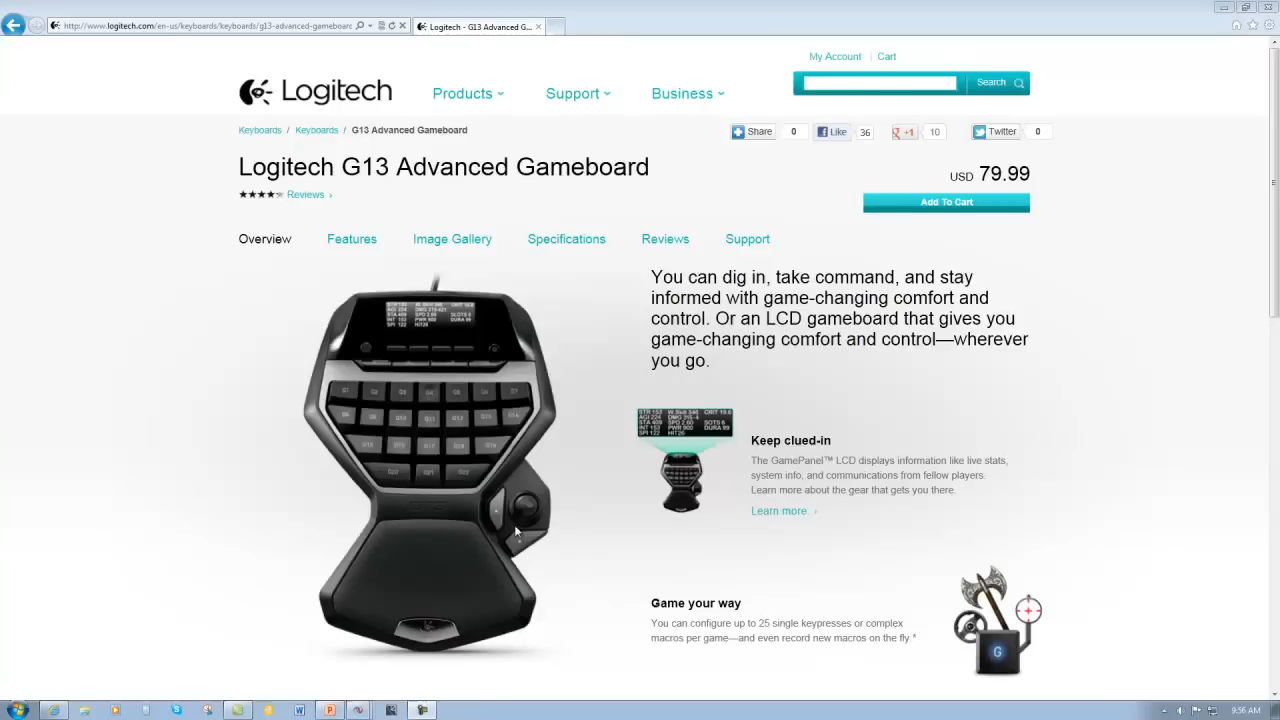 http://www.logitech.com/en-us/keyboards/keyboards/g13-advanced-gameboard
Logitech - G13 Advanced G...
My Account | Cart
Logitech
Products
Support
Business
Search
Keyboards / Keyboards / G13 Advanced Gameboard
Share 0
Like 36
+1 10
Twitter 0
Logitech G13 Advanced Gameboard
Reviews ›
USD 79.99
Add To Cart
Overview
Features
Image Gallery
Specifications
Reviews
Support
You can dig in, take command, and stay
informed with game-changing comfort and
control. Or an LCD gameboard that gives you
game-changing comfort and control—wherever
you go.
Keep clued-in
The GamePanel™ LCD displays information like live stats,
system info, and communications from fellow players.
Learn more about the gear that gets you there.
Learn more. ›
Game your way
You can configure up to 25 single keypresses or complex
macros per game—and even record new macros on the fly *
G
9:56 AM